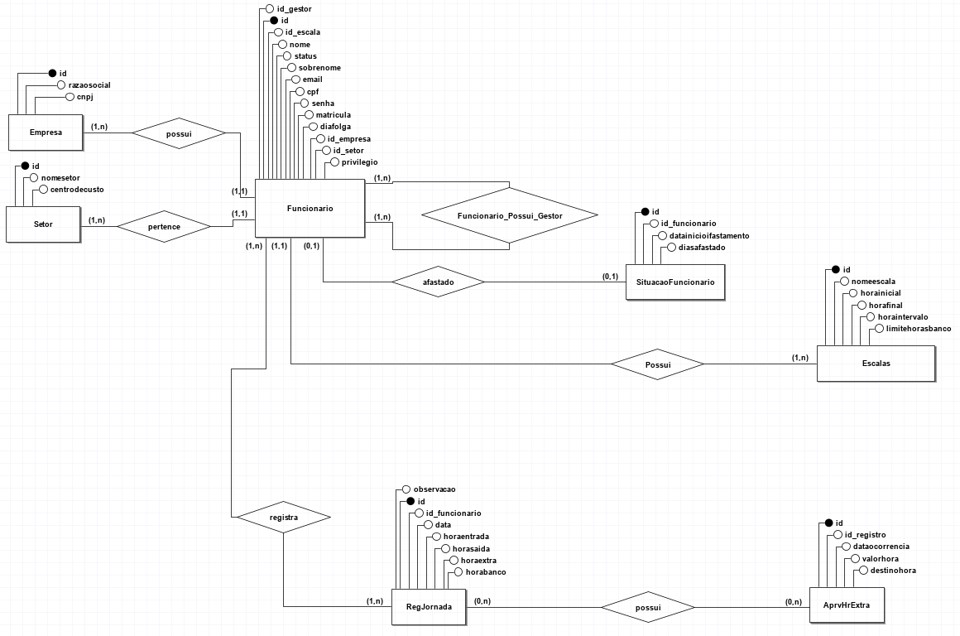 id_gestor
id
id_escala
nome
status
sobrenome
email
cpf
senha
matricula
diafolga
id_empresa
id_setor
privilegio
id
razaosocial
cnpj
Empresa
(1,n)
possui
(1,1)
id
nomesetor
centrodecusto
Setor
(1,n)
pertence
(1,1)
Funcionario
(1,n)
(1,n)
Funcionario_Possui_Gestor
(1,n)
(1,1)
(0,1)
afastado
(0,1)
id
id_funcionario
datainicioifastamento
diasafastado
SituacaoFuncionario
id
nomeescala
horainicial
horafinal
horaintervalo
limitehorasbanco
Possui
(1,n)
Escalas
registra
observacao
id
id_funcionario
data
horaentrada
horasaida
horaextra
horabanco
(1,n)
RegJornada
(0,n)
possui
(0,n)
id
id_registro
dataocorrencia
valorhora
destinohora
AprvHrExtra